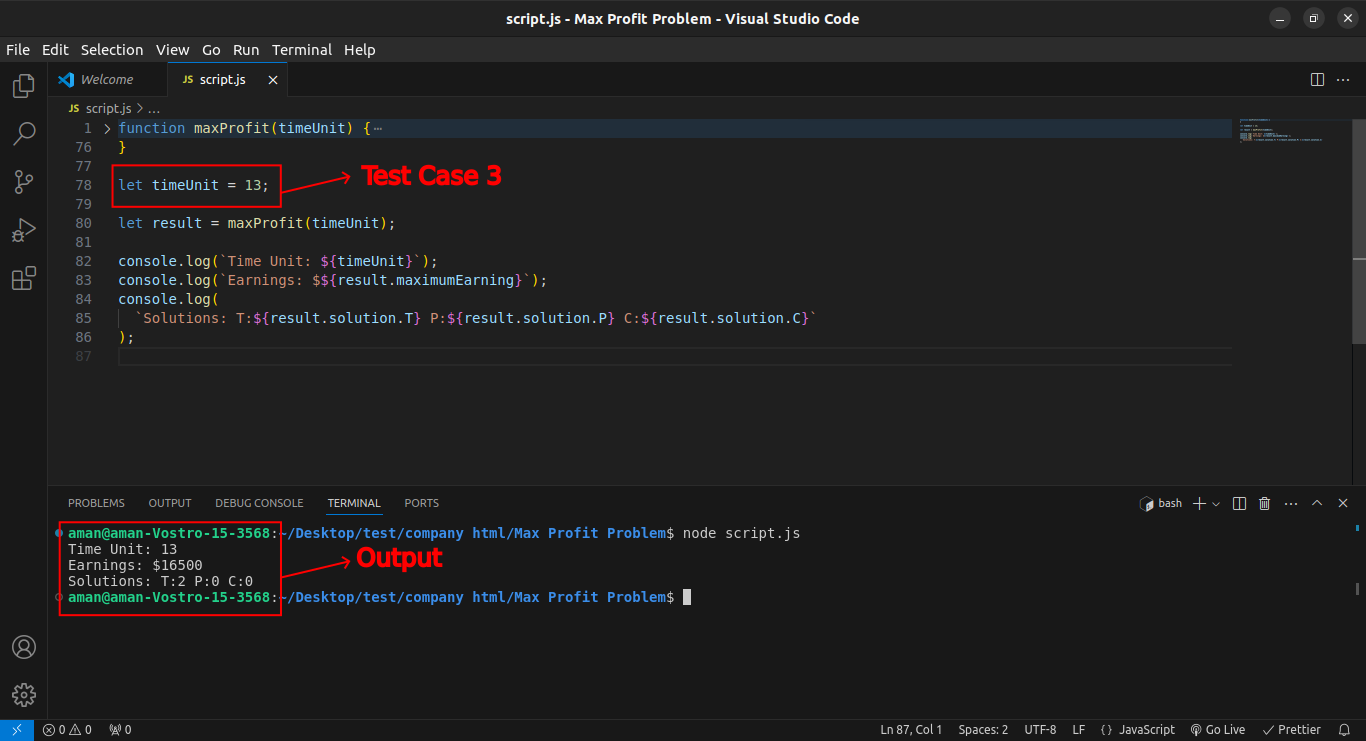 script.js - Max Profit Problem - Visual Studio Code
File Edit Selection View Go Run Terminal Help
Welcome JS script.js
JS script.js > ...
1 function maxProfit(timeUnit) {
76 }
77
78 let timeUnit = 13;
Test Case 3
79
80 let result = maxProfit(timeUnit);
81
82 console.log(`Time Unit: ${timeUnit}`);
83 console.log(`Earnings: $${result.maximumEarning}`);
84 console.log(
85 `Solutions: T:${result.solution.T} P:${result.solution.P} C:${result.solution.C}`
86 );
87
PROBLEMS OUTPUT DEBUG CONSOLE TERMINAL PORTS bash
aman@aman-Vostro-15-3568:~/Desktop/test/company html/Max Profit Problem$ node script.js
Time Unit: 13
Output
Earnings: $16500
Solutions: T:2 P:0 C:0
aman@aman-Vostro-15-3568:~/Desktop/test/company html/Max Profit Problem$
0 0 0 Ln 87, Col 1 Spaces: 2 UTF-8 LF {} JavaScript Go Live Prettier